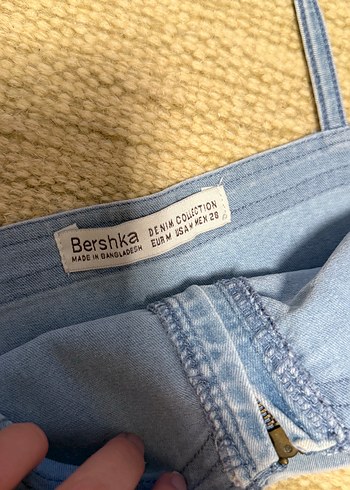 Bershka
MADE IN BANGLADESH
DENIM COLLECTION
EUR M USA M MEX 28